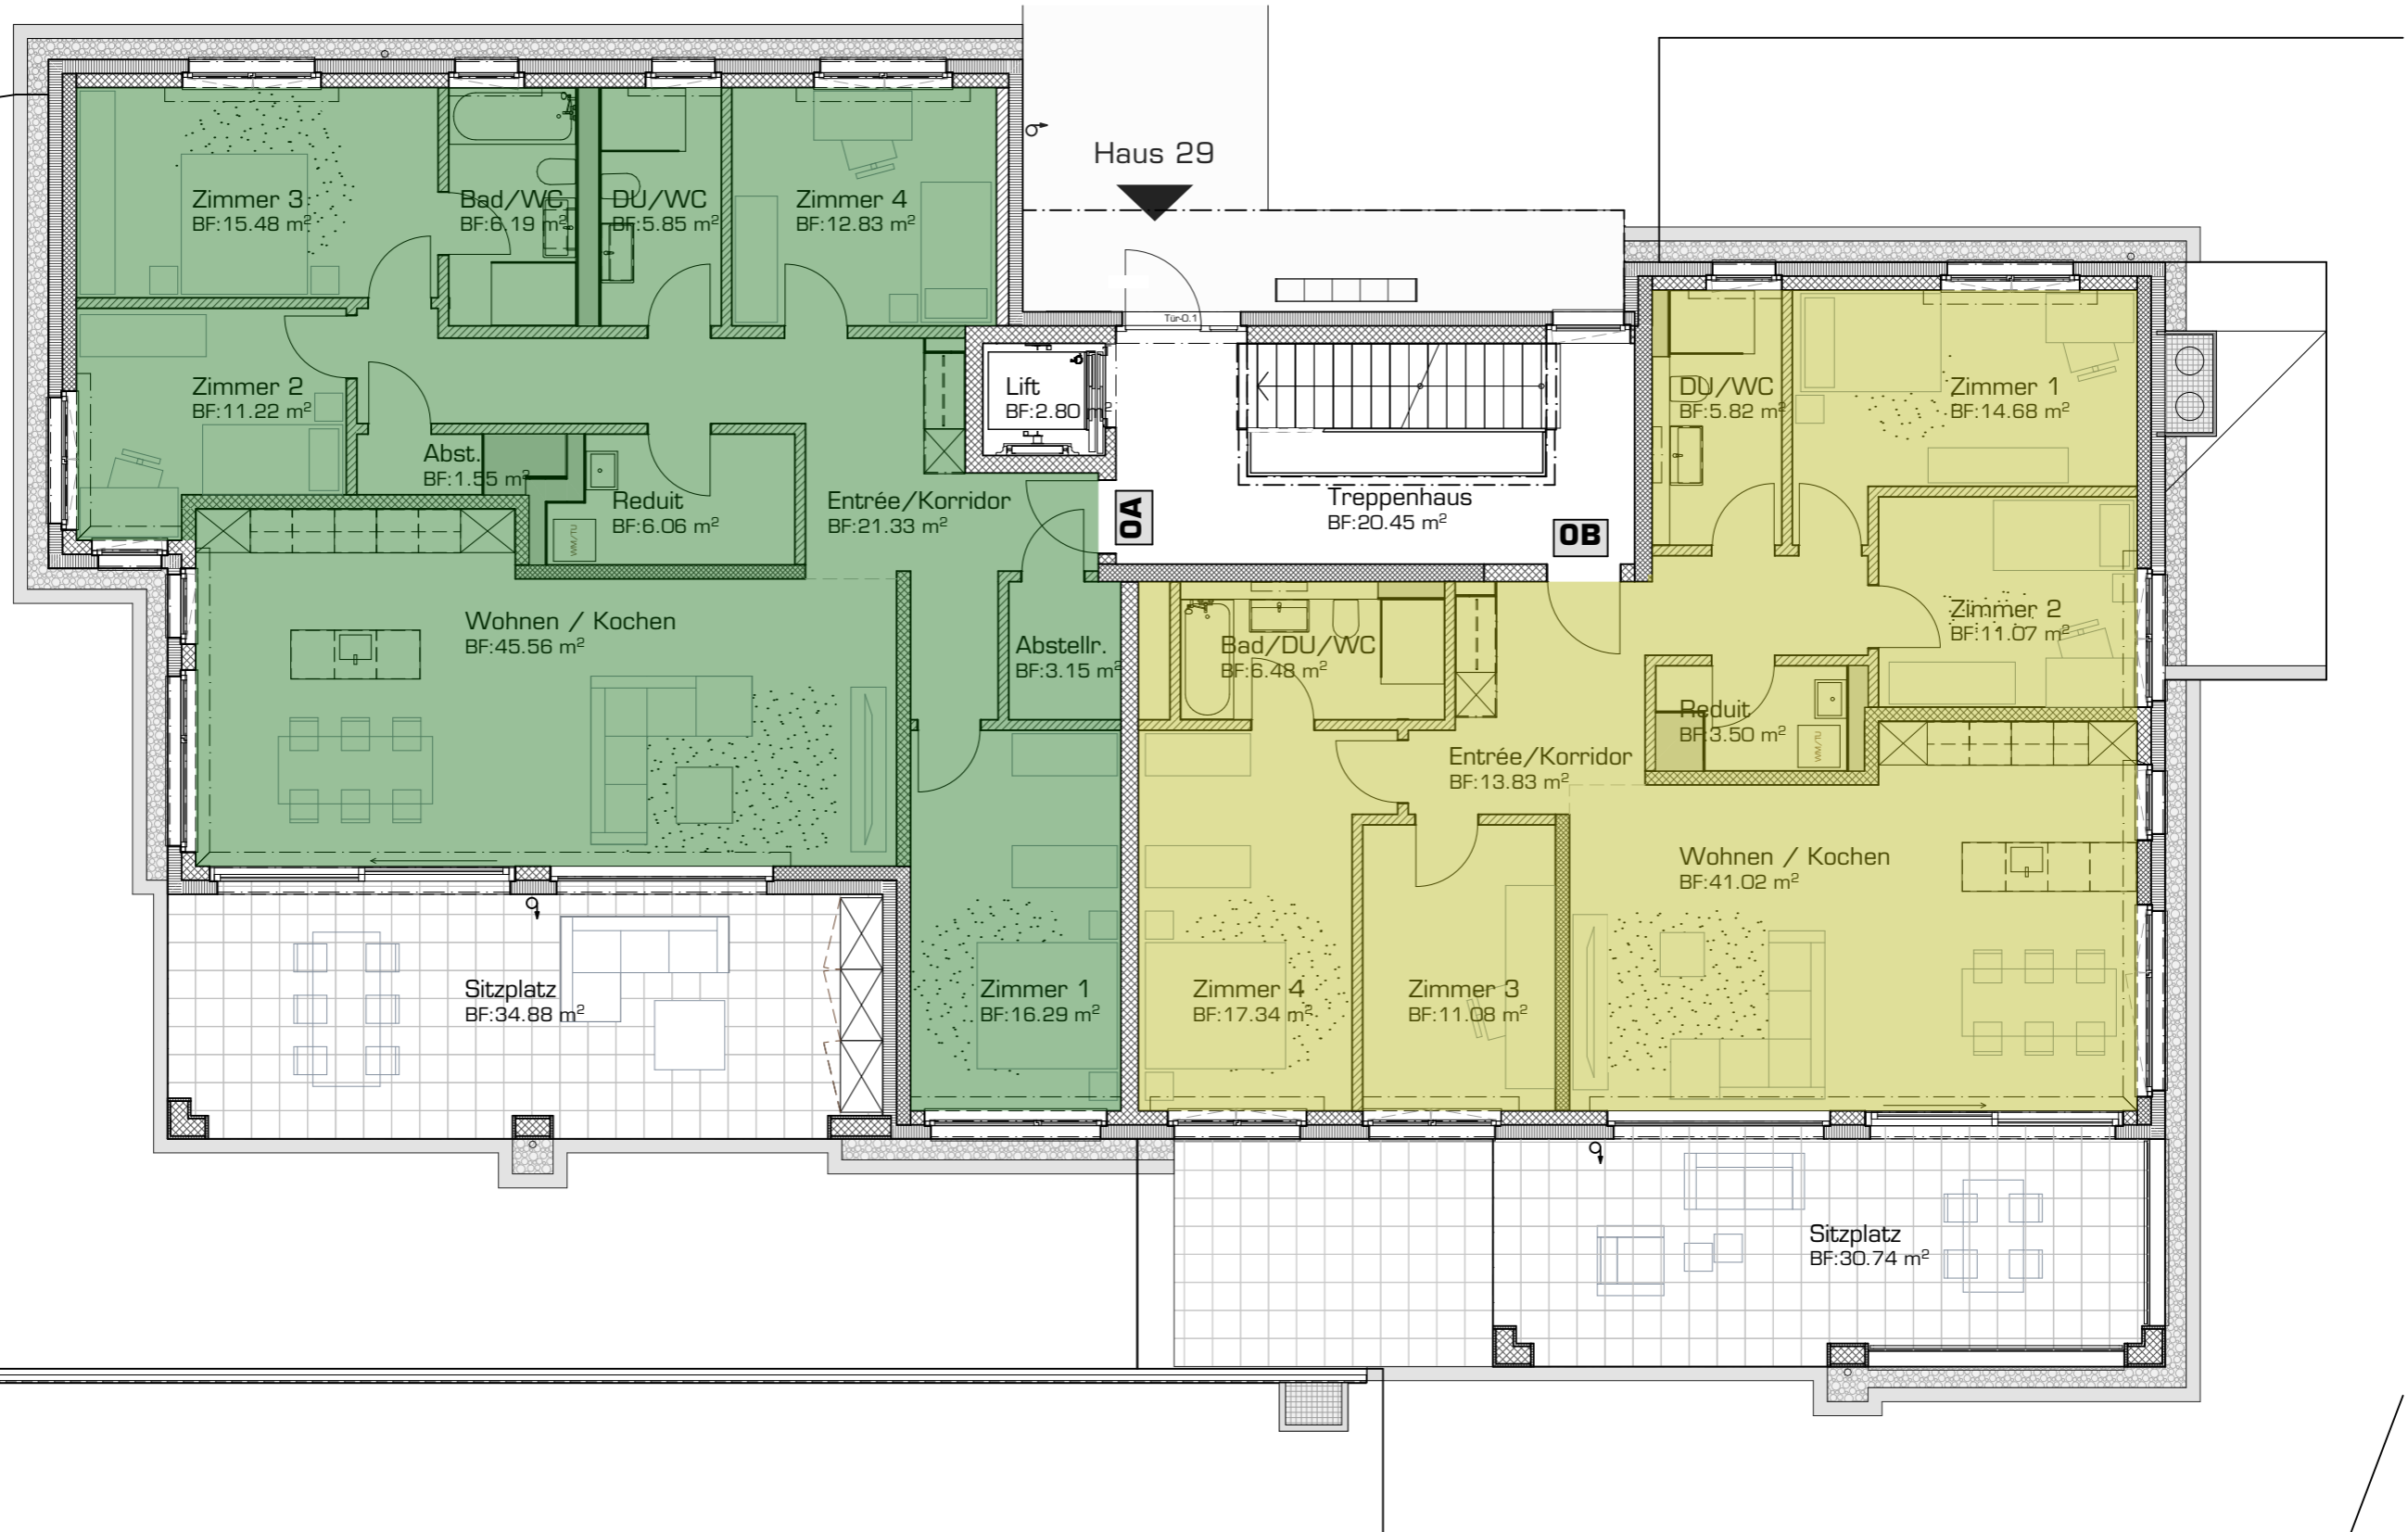 Haus 29
Tür-0.1
Zimmer 3
BF:15.48 m²
Bad/WC
BF:6.19 m²
DU/WC
BF:5.85 m²
Zimmer 4
BF:12.83 m²
Zimmer 2
BF:11.22 m²
Abst.
BF:1.55 m²
Reduit
BF:6.06 m²
WM/TU
Entrée/Korridor
BF:21.33 m²
Lift
BF:2.80 m²
0A
Treppenhaus
BF:20.45 m²
0B
DU/WC
BF:5.82 m²
Zimmer 1
BF:14.68 m²
Zimmer 2
BF:11.07 m²
Wohnen / Kochen
BF:45.56 m²
Abstellr.
BF:3.15 m²
Bad/DU/WC
BF:6.48 m²
Reduit
BF:3.50 m²
WM/TU
Entrée/Korridor
BF:13.83 m²
Wohnen / Kochen
BF:41.02 m²
Sitzplatz
BF:34.88 m²
Zimmer 1
BF:16.29 m²
Zimmer 4
BF:17.34 m²
Zimmer 3
BF:11.08 m²
Sitzplatz
BF:30.74 m²